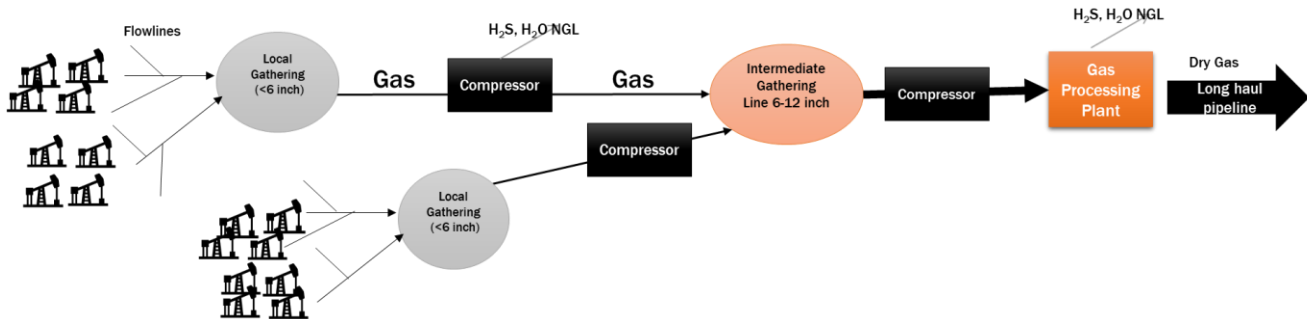 Flowlines
Local
Gathering
(<6 inch)
Gas
H₂S, H₂O NGL
Compressor
Gas
Intermediate
Gathering
Line 6-12 inch
Compressor
H₂S, H₂O NGL
Gas
Processing
Plant
Dry Gas
Long haul
pipeline
Compressor
Local
Gathering
(<6 inch)